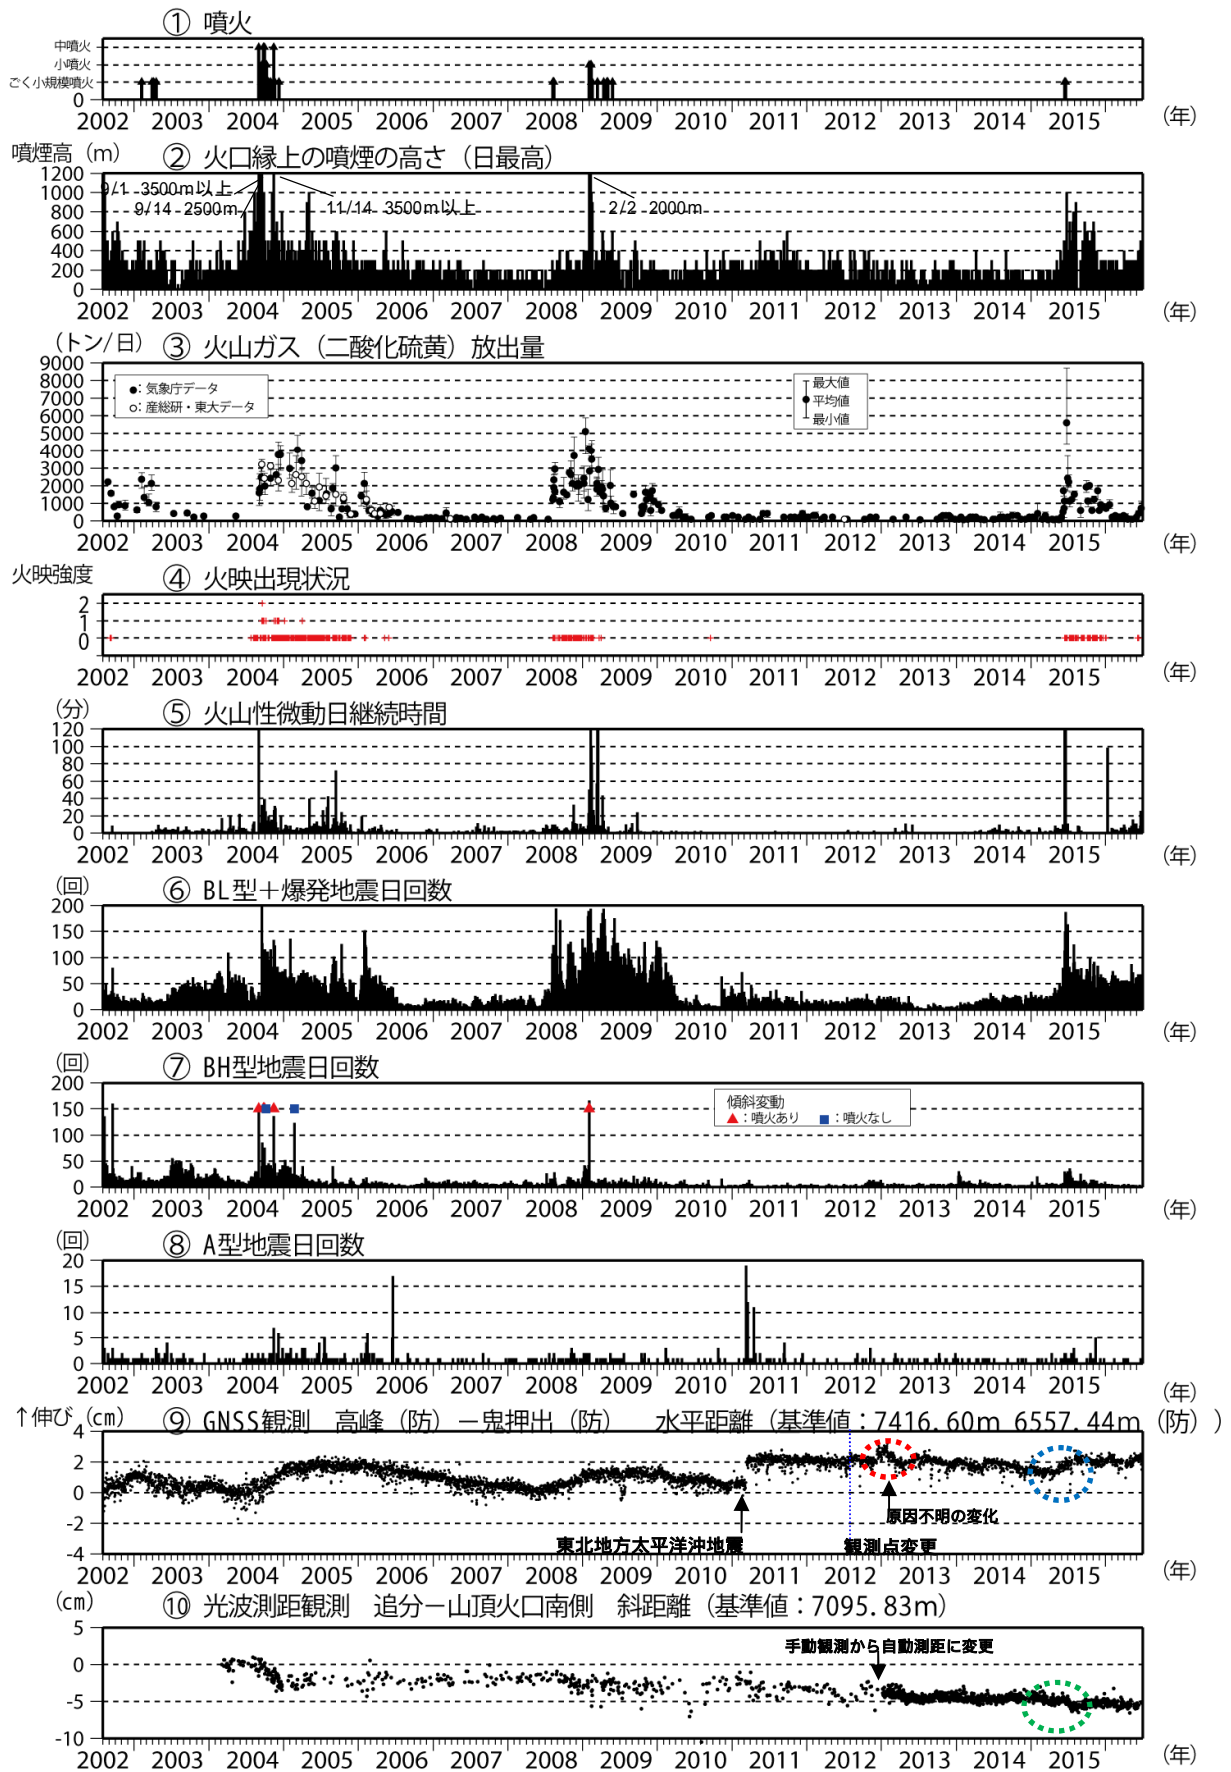 ① 噴火
中噴火
小噴火
ごく小規模噴火
0
2002 2003 2004 2005 2006 2007 2008 2009 2010 2011 2012 2013 2014 2015 (年)
噴煙高 (m) ② 火口縁上の噴煙の高さ (日最高)
1200
1000
800
600
400
200
0
9/1 3500m以上
9/14 2500m
11/14 3500m以上
2/2 2000m
2002 2003 2004 2005 2006 2007 2008 2009 2010 2011 2012 2013 2014 2015 (年)
(トン/日) ③ 火山ガス (二酸化硫黄) 放出量
9000
8000
7000
6000
5000
4000
3000
2000
1000
0
●: 気象庁データ
○: 産総研・東大データ
最大値
平均値
最小値
2002 2003 2004 2005 2006 2007 2008 2009 2010 2011 2012 2013 2014 2015 (年)
火映強度 ④ 火映出現状況
2
1
0
2002 2003 2004 2005 2006 2007 2008 2009 2010 2011 2012 2013 2014 2015 (年)
(分) ⑤ 火山性微動日継続時間
120
100
80
60
40
20
0
2002 2003 2004 2005 2006 2007 2008 2009 2010 2011 2012 2013 2014 2015 (年)
(回) ⑥ BL型＋爆発地震日回数
200
150
100
50
0
2002 2003 2004 2005 2006 2007 2008 2009 2010 2011 2012 2013 2014 2015 (年)
(回) ⑦ BH型地震日回数
200
150
100
50
0
傾斜変動
▲：噴火あり ■：噴火なし
2002 2003 2004 2005 2006 2007 2008 2009 2010 2011 2012 2013 2014 2015 (年)
(回) ⑧ A型地震日回数
20
15
10
5
0
2002 2003 2004 2005 2006 2007 2008 2009 2010 2011 2012 2013 2014 2015 (年)
↑伸び (cm) ⑨ GNSS観測 高峰 (防) －鬼押出 (防) 水平距離 (基準値：7416.60m 6557.44m (防) )
4
2
0
-2
-4
原因不明の変化
東北地方太平洋沖地震
観測点変更
2002 2003 2004 2005 2006 2007 2008 2009 2010 2011 2012 2013 2014 2015 (年)
(cm) ⑩ 光波測距観測 追分－山頂火口南側 斜距離 (基準値：7095.83m)
5
0
-5
-10
手動観測から自動測距に変更
2002 2003 2004 2005 2006 2007 2008 2009 2010 2011 2012 2013 2014 2015 (年)